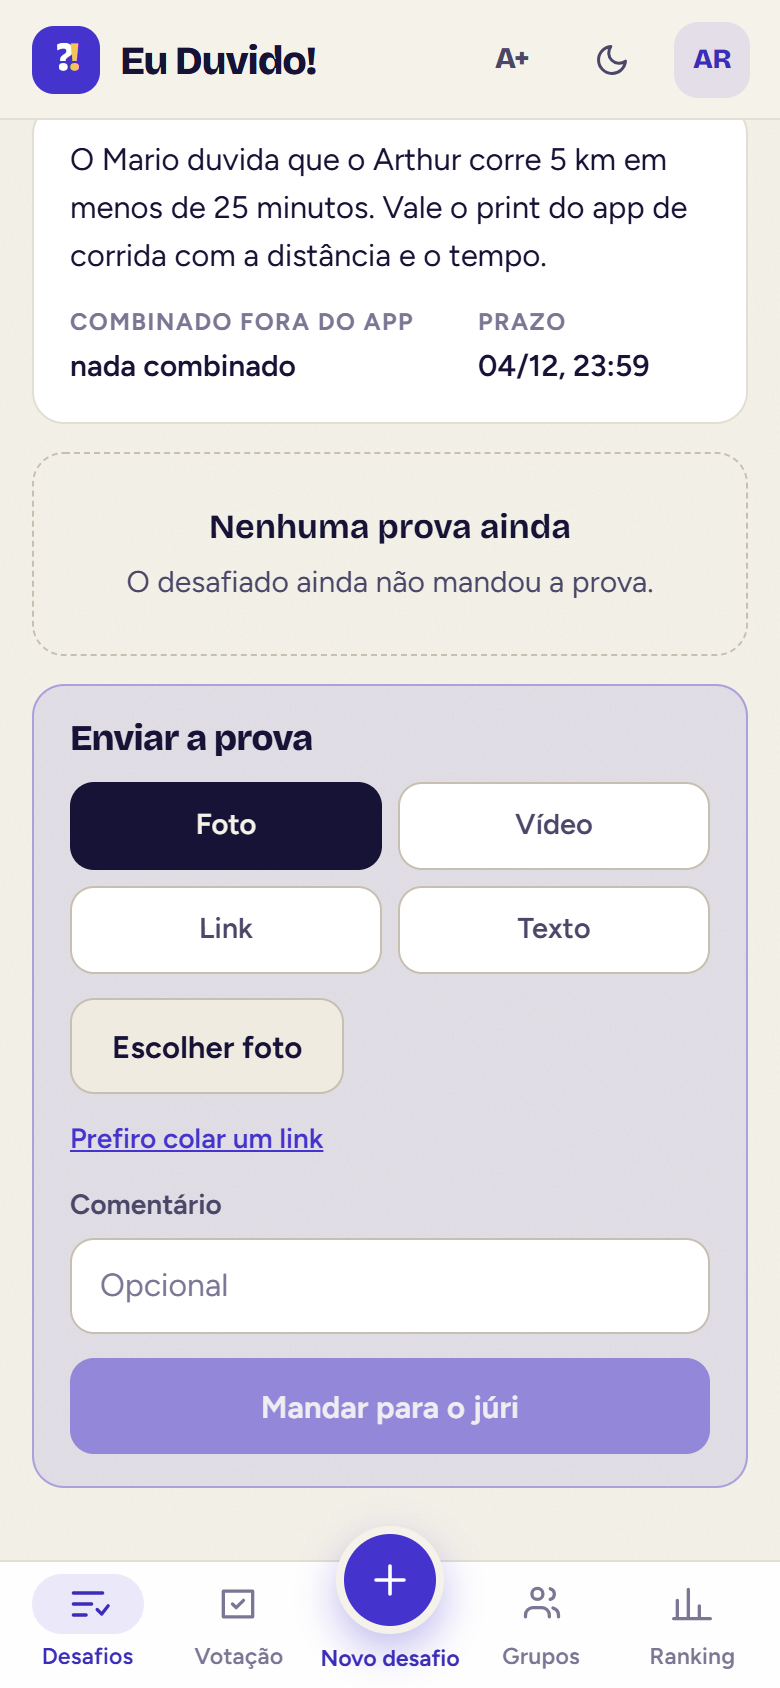 ?! Eu Duvido! A+ AR
O Mario duvida que o Arthur corre 5 km em
menos de 25 minutos. Vale o print do app de
corrida com a distância e o tempo.
COMBINADO FORA DO APP PRAZO
nada combinado 04/12, 23:59
Nenhuma prova ainda
O desafiado ainda não mandou a prova.
Enviar a prova
Foto Vídeo
Link Texto
Escolher foto
Prefiro colar um link
Comentário
Opcional
Mandar para o júri
Desafios Votação Novo desafio Grupos Ranking